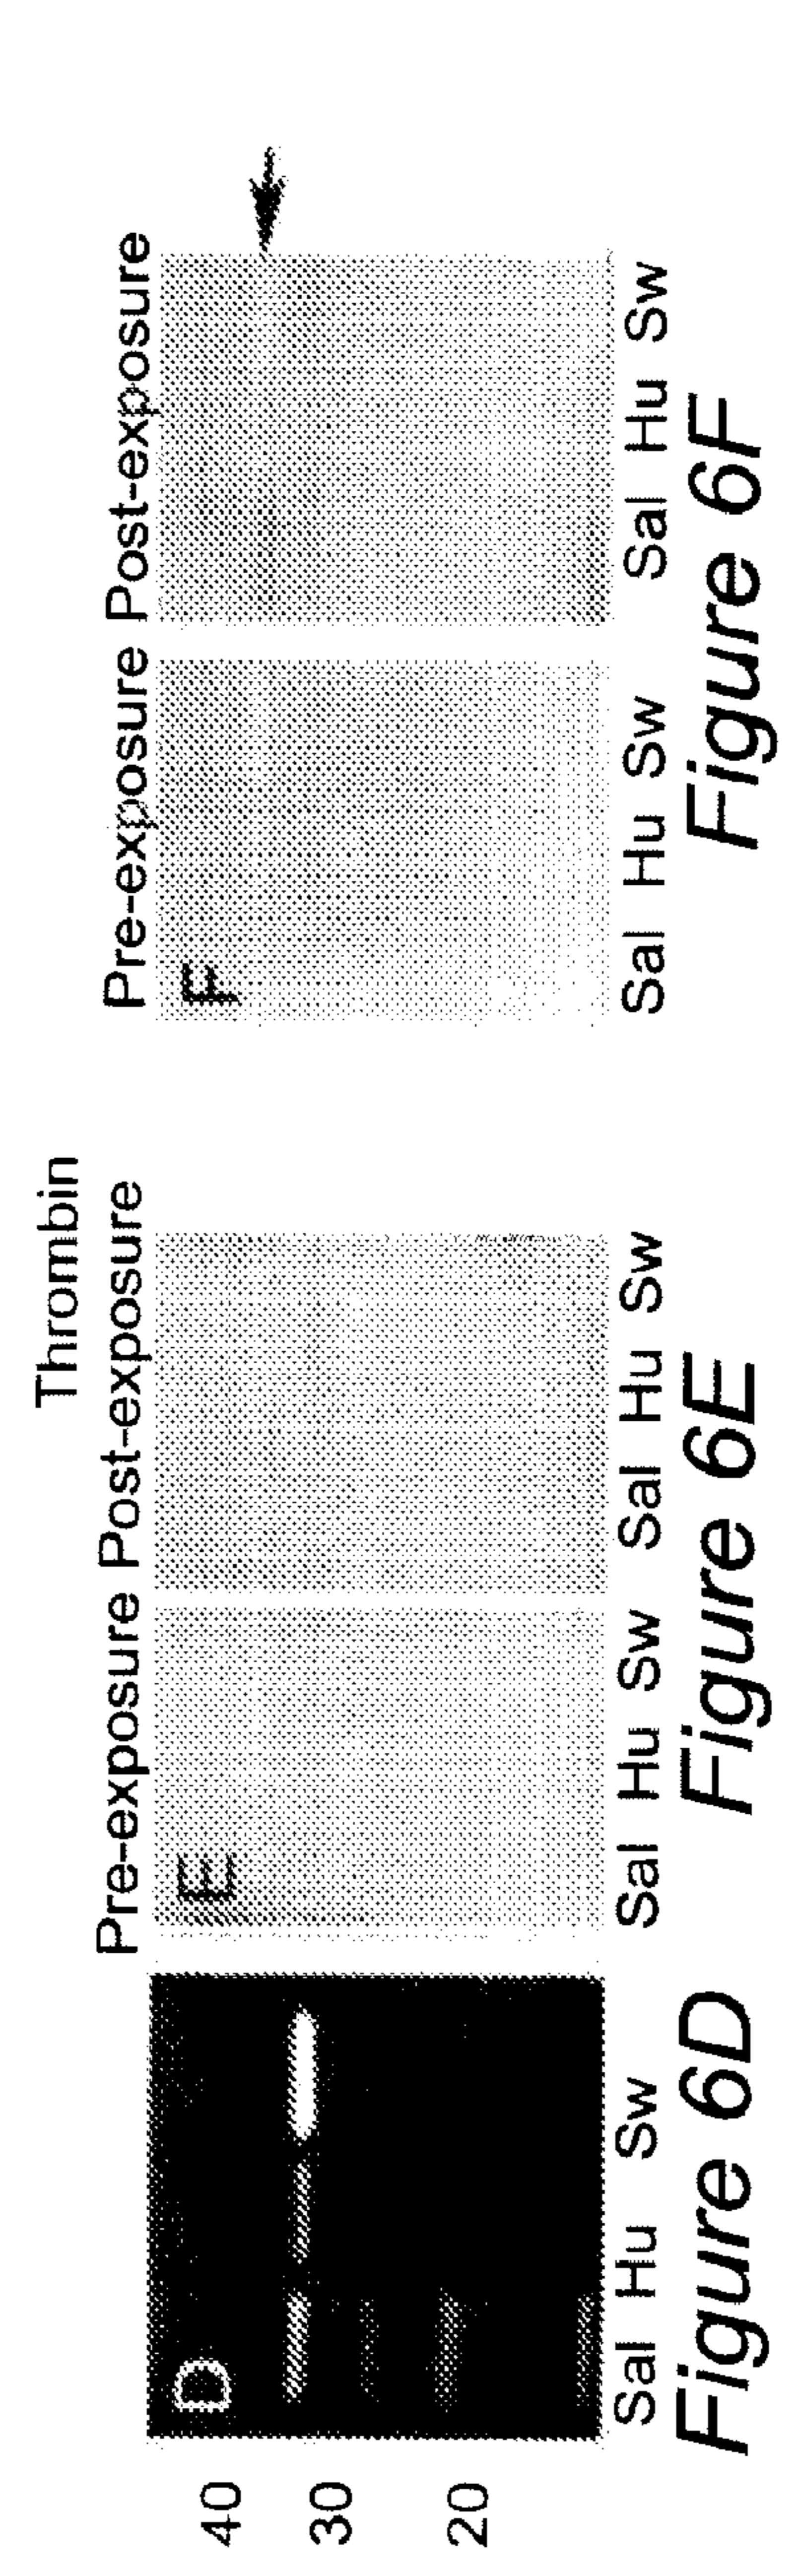 Thrombin
Pre-exposure Post-exposure
Pre-exposure Post-exposure
D
E
F
40
30
20
Sal Hu Sw
Sal Hu Sw
Sal Hu Sw
Sal Hu Sw
Sal Hu Sw
Figure 6D
Figure 6E
Figure 6F